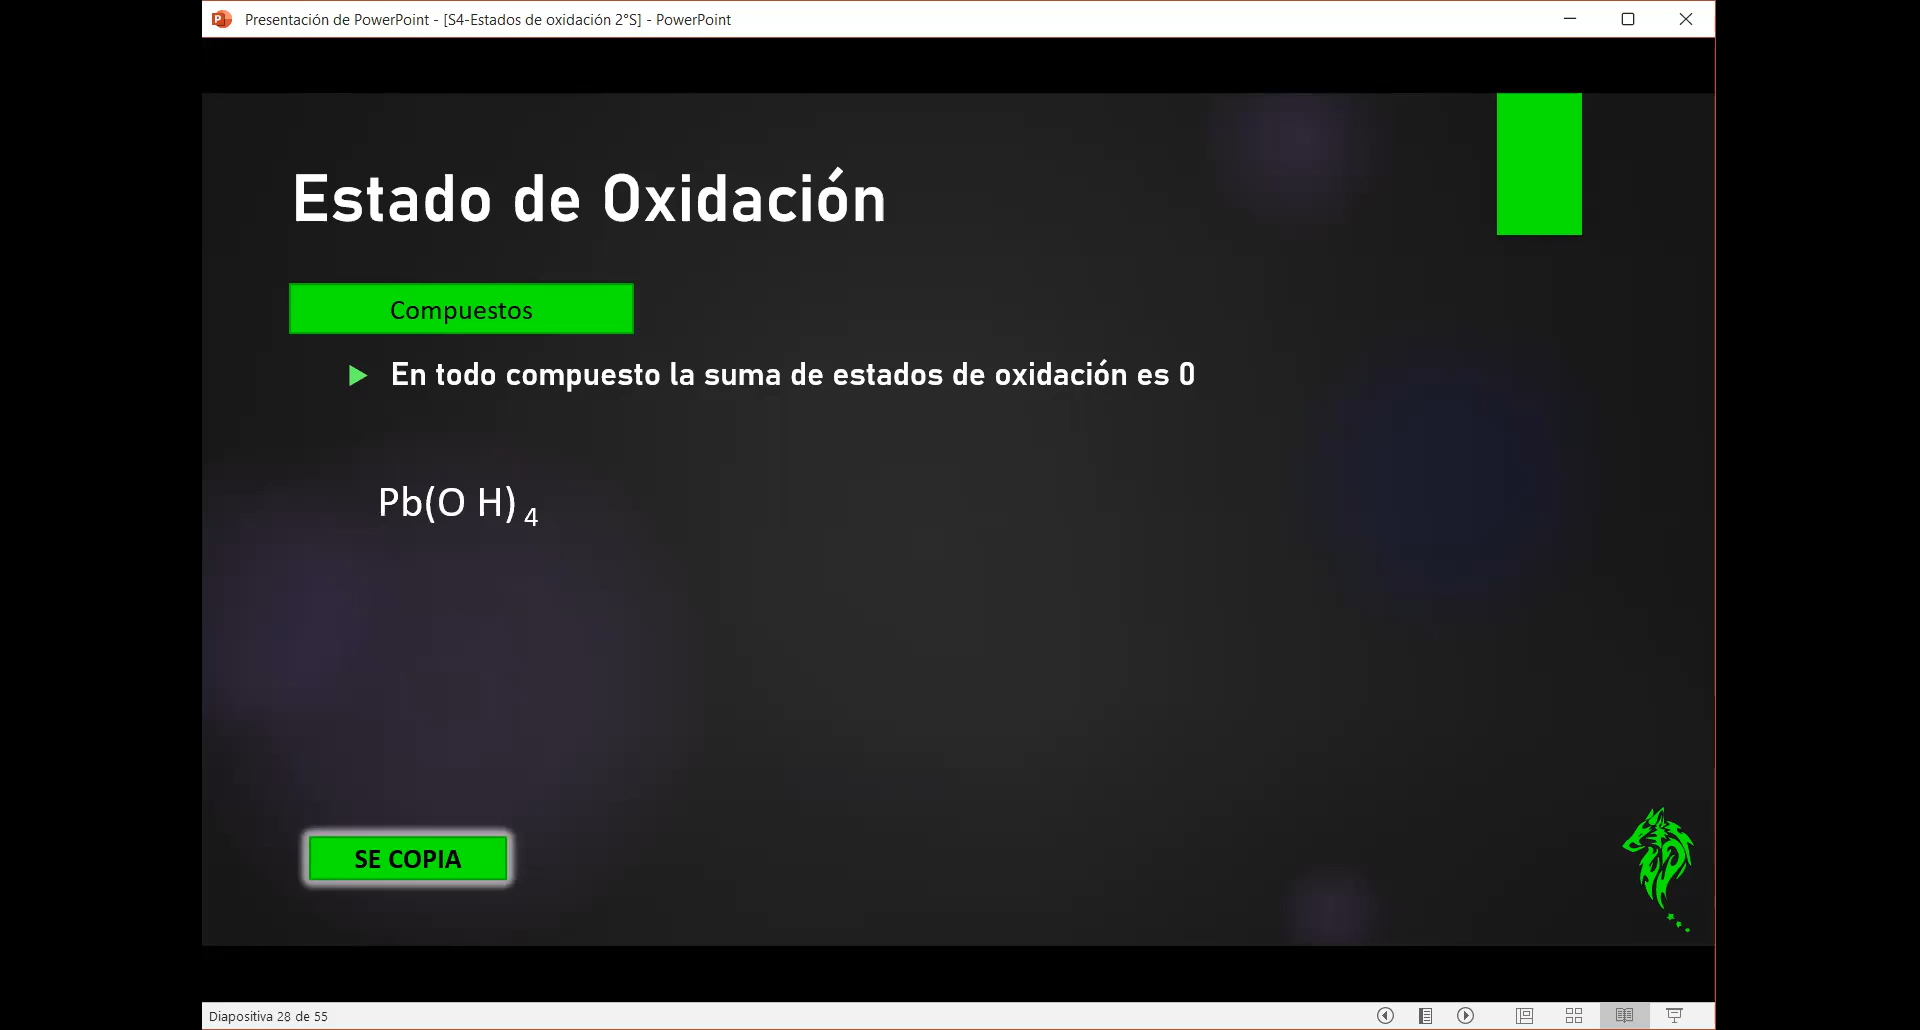 Presentación de PowerPoint - [S4-Estados de oxidación 2°S] - PowerPoint
Estado de Oxidación
Compuestos
En todo compuesto la suma de estados de oxidación es 0
Pb(O H) 4
SE COPIA
Diapositiva 28 de 55